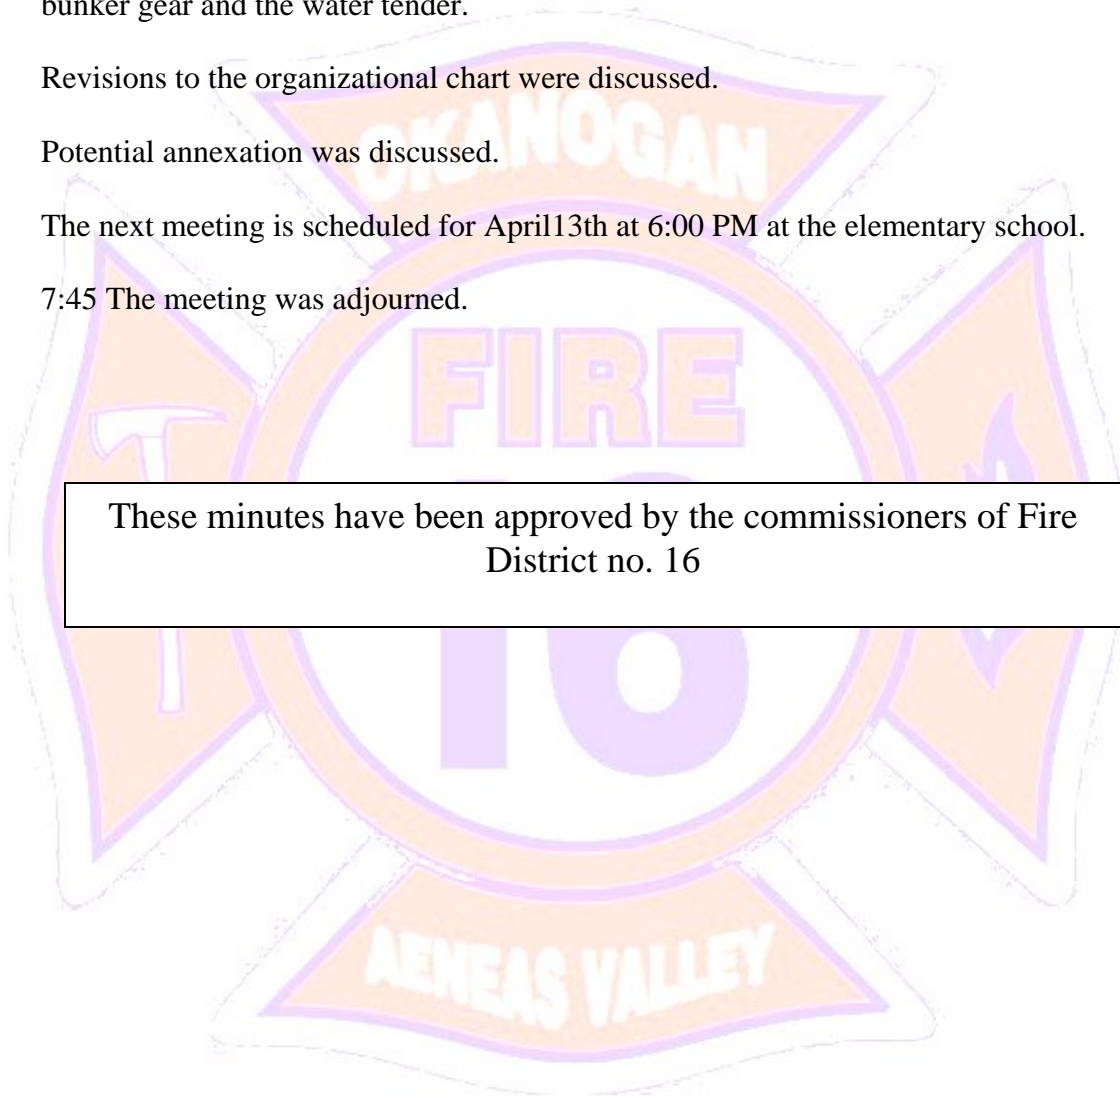 bunker gear and the water tender.
Revisions to the organizational chart were discussed.
Potential annexation was discussed.
The next meeting is scheduled for April13th at 6:00 PM at the elementary school.
7:45 The meeting was adjourned.
OKANOGAN
FIRE
These minutes have been approved by the commissioners of Fire
District no. 16
16
AENEAS VALLEY